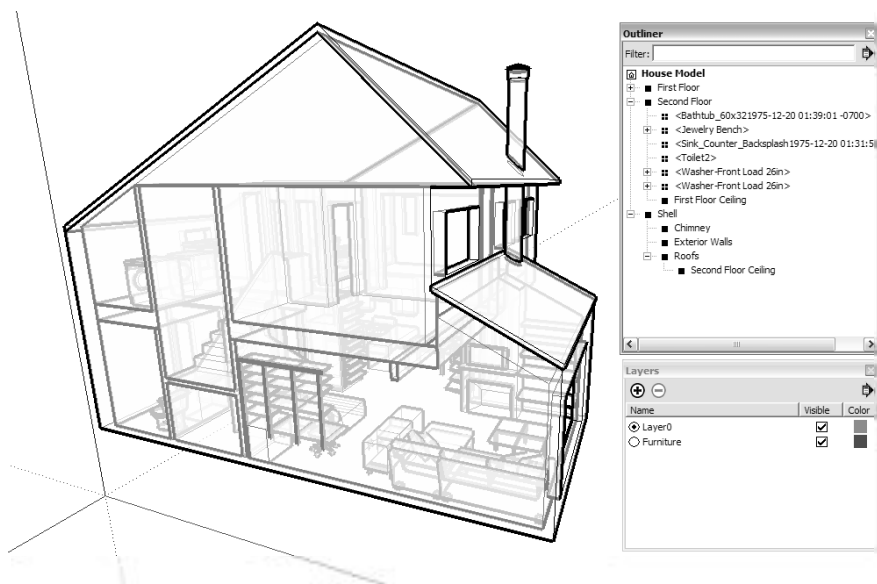 Outliner
Filter:
House Model
First Floor
Second Floor
<Bathtub_60x321975-12-20 01:39:01 -0700>
<Jewelry Bench>
<Sink_Counter_Backsplash1975-12-20 01:31:5
<Toilet2>
<Washer-Front Load 26in>
<Washer-Front Load 26in>
First Floor Ceiling
Shell
Chimney
Exterior Walls
Roofs
Second Floor Ceiling
Layers
Name Visible Color
Layer0
Furniture